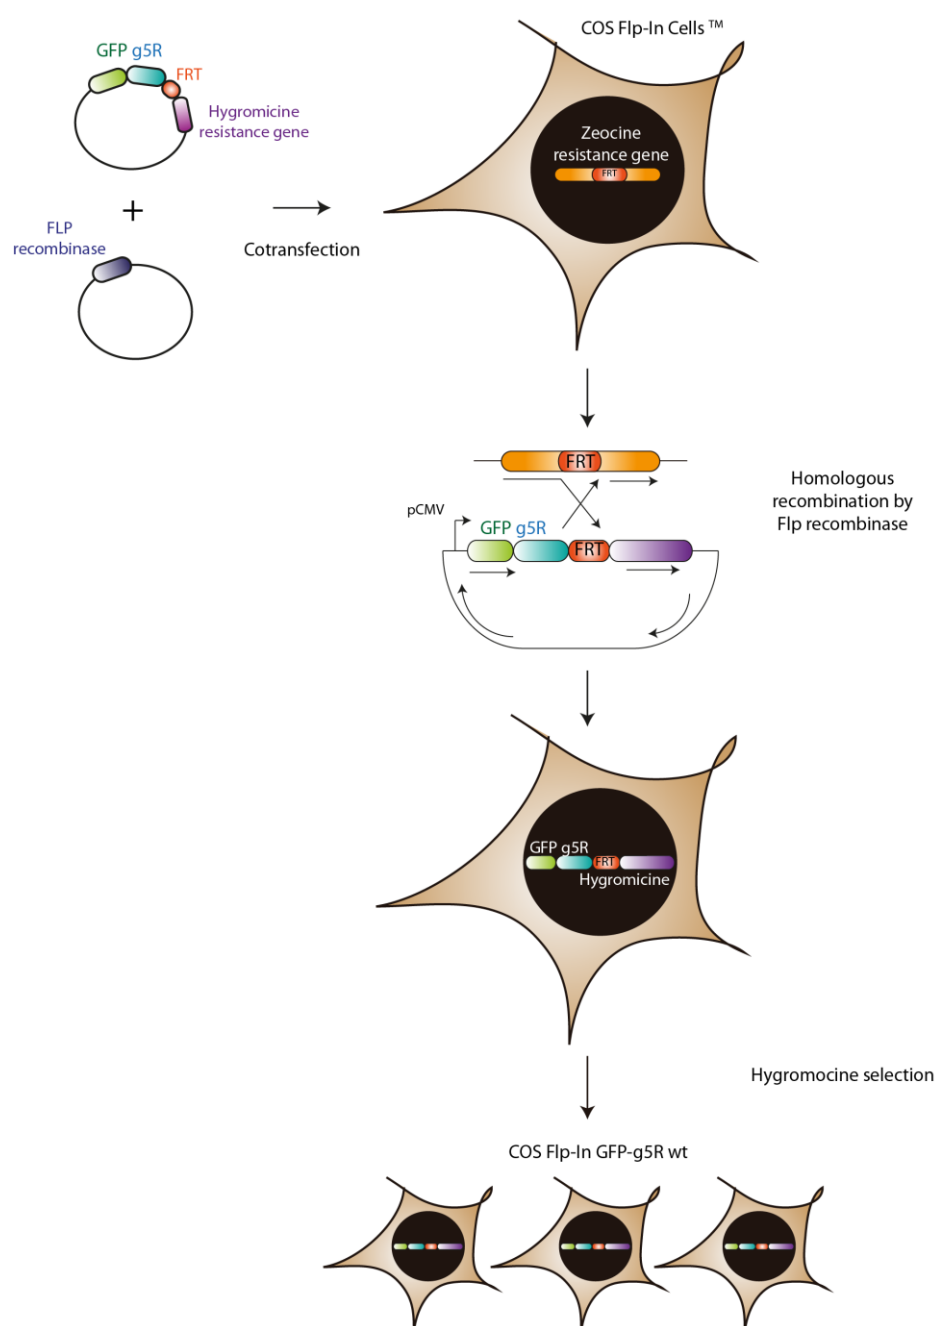 COS Flp-In Cells ™
GFP g5R
FRT
Hygromicine
resistance gene
Zeocine
resistance gene
FRT
+
FLP
recombinase
Cotransfection
FRT
Homologous
recombination by
Flp recombinase
pCMV
GFP g5R
FRT
GFP g5R
FRT
Hygromicine
Hygromocine selection
COS Flp-In GFP-g5R wt